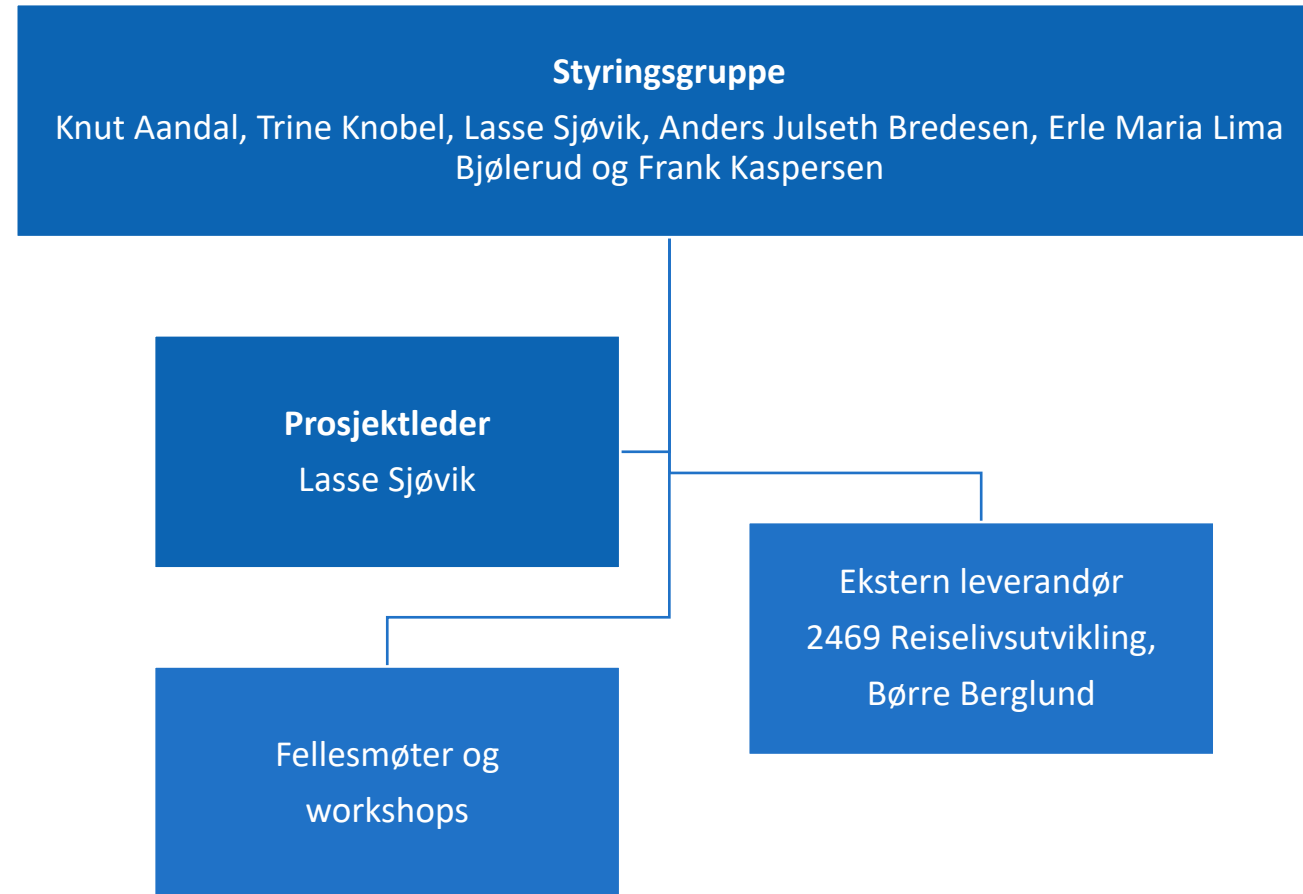 Styringsgruppe
Knut Aandal, Trine Knobel, Lasse Sjøvik, Anders Julseth Bredesen, Erle Maria Lima
Bjølerud og Frank Kaspersen
Prosjektleder
Lasse Sjøvik
Ekstern leverandør
2469 Reiselivsutvikling,
Børre Berglund
Fellesmøter og
workshops